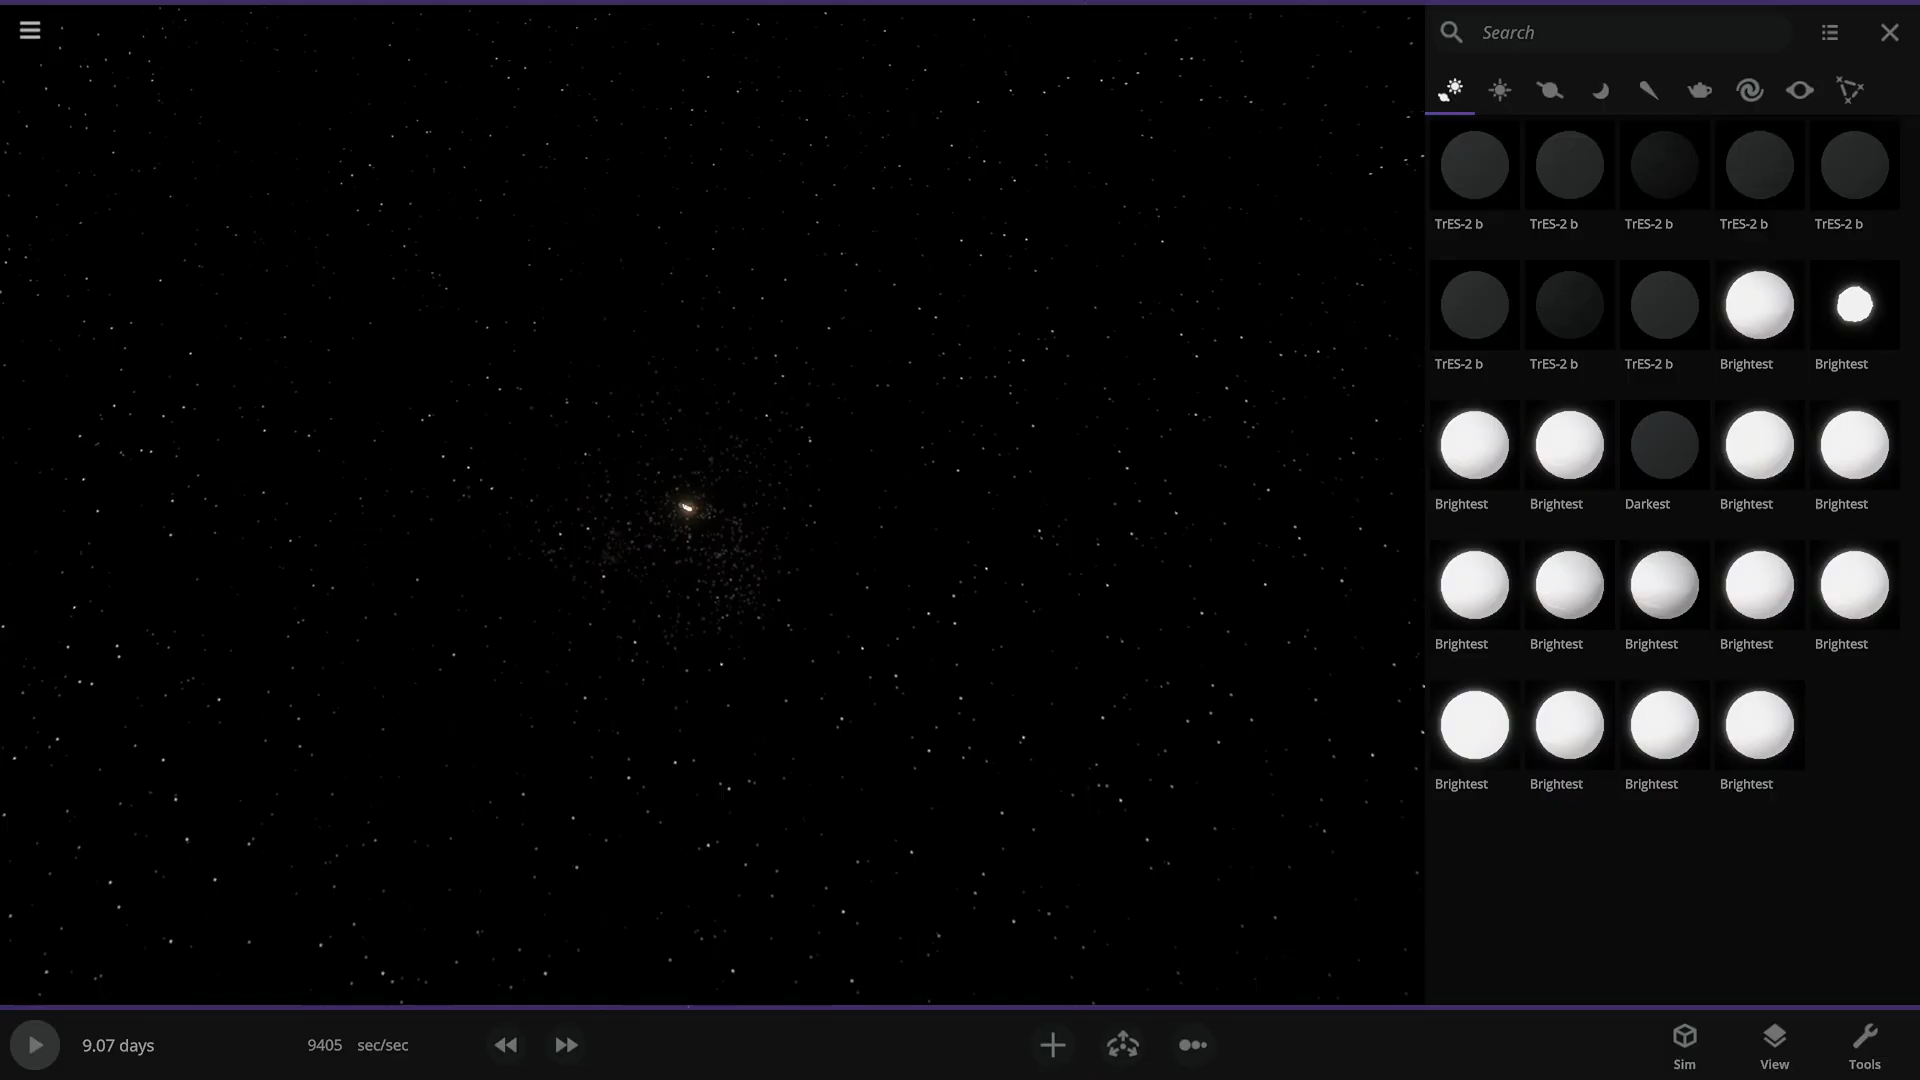 Search
TrES-2 b TrES-2 b TrES-2 b TrES-2 b TrES-2 b
TrES-2 b TrES-2 b TrES-2 b Brightest Brightest
Brightest Brightest Darkest Brightest Brightest
Brightest Brightest Brightest Brightest Brightest
Brightest Brightest Brightest Brightest
9.07 days 9405 sec/sec
Sim View Tools